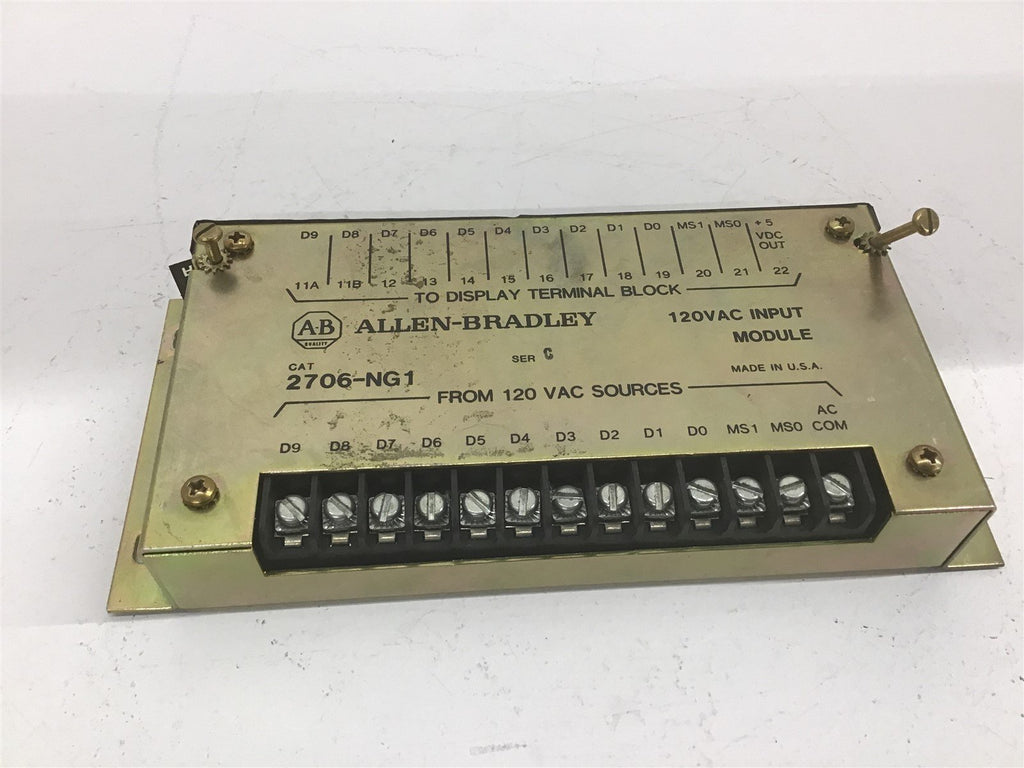 D9 D8 D7 D6 D5 D4 D3 D2 D1 D0 MS1 MS0 +5
VDC
OUT
11A 11B 12 13 14 15 16 17 18 19 20 21 22
TO DISPLAY TERMINAL BLOCK
A·B
QUALITY
ALLEN-BRADLEY
120VAC INPUT
MODULE
SER C
CAT
2706-NG1
MADE IN U.S.A.
FROM 120 VAC SOURCES
D9 D8 D7 D6 D5 D4 D3 D2 D1 D0 MS1 MS0 AC
COM